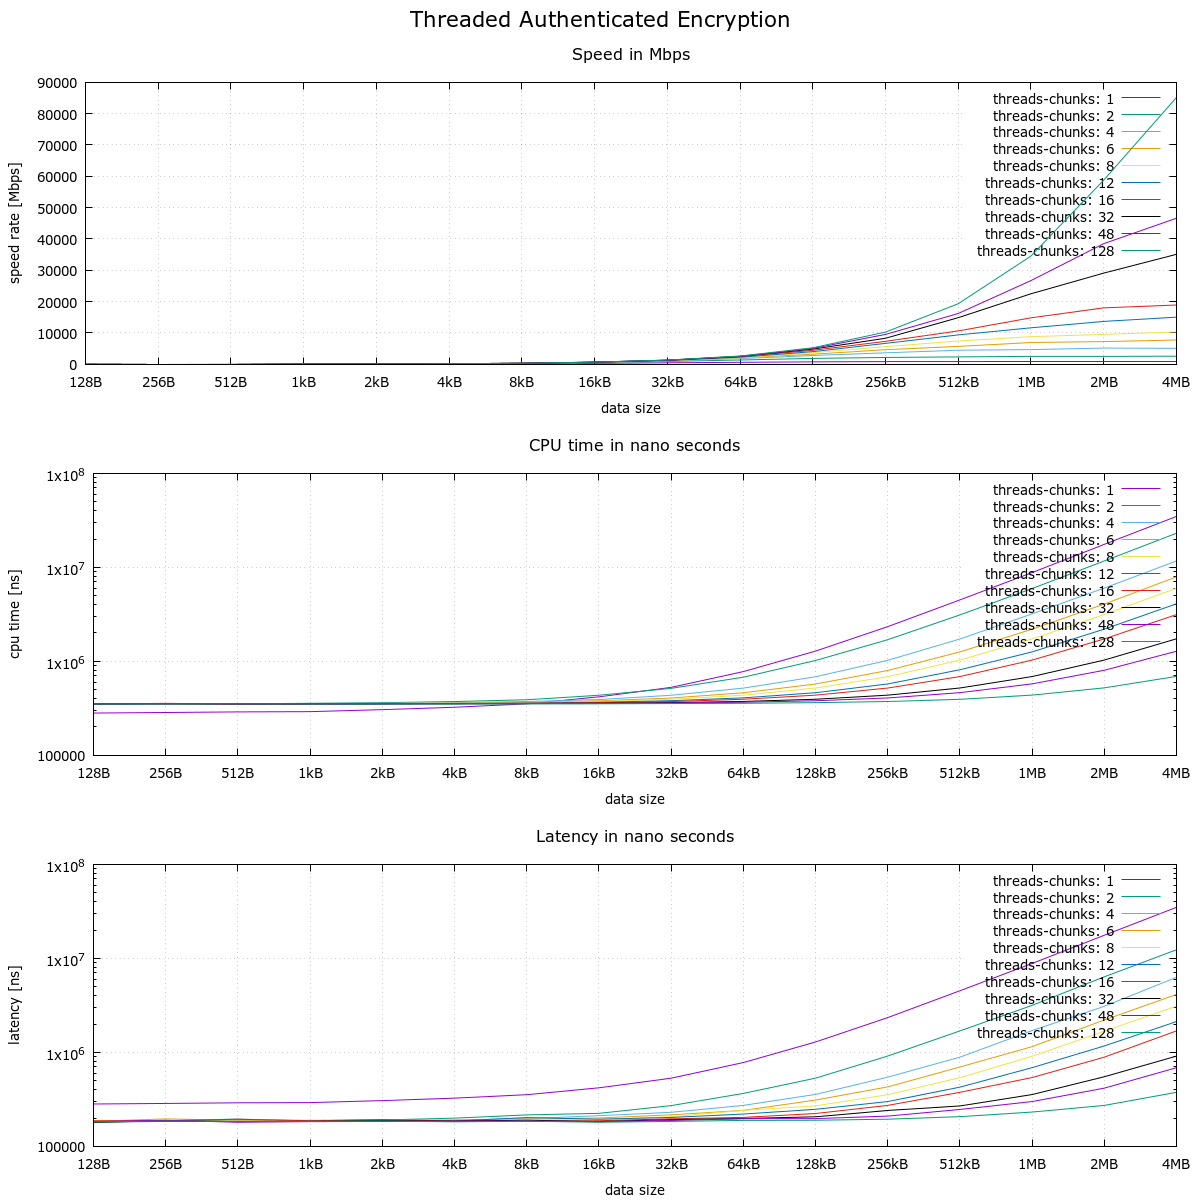 Threaded Authenticated Encryption
Speed in Mbps
90000
80000
70000
60000
50000
40000
30000
20000
10000
0
speed rate [Mbps]
threads-chunks: 1
threads-chunks: 2
threads-chunks: 4
threads-chunks: 6
threads-chunks: 8
threads-chunks: 12
threads-chunks: 16
threads-chunks: 32
threads-chunks: 48
threads-chunks: 128
128B 256B 512B 1kB 2kB 4kB 8kB 16kB 32kB 64kB 128kB 256kB 512kB 1MB 2MB 4MB
data size
CPU time in nano seconds
1x10^8
1x10^7
1x10^6
100000
cpu time [ns]
threads-chunks: 1
threads-chunks: 2
threads-chunks: 4
threads-chunks: 6
threads-chunks: 8
threads-chunks: 12
threads-chunks: 16
threads-chunks: 32
threads-chunks: 48
threads-chunks: 128
128B 256B 512B 1kB 2kB 4kB 8kB 16kB 32kB 64kB 128kB 256kB 512kB 1MB 2MB 4MB
data size
Latency in nano seconds
1x10^8
1x10^7
1x10^6
100000
latency [ns]
threads-chunks: 1
threads-chunks: 2
threads-chunks: 4
threads-chunks: 6
threads-chunks: 8
threads-chunks: 12
threads-chunks: 16
threads-chunks: 32
threads-chunks: 48
threads-chunks: 128
128B 256B 512B 1kB 2kB 4kB 8kB 16kB 32kB 64kB 128kB 256kB 512kB 1MB 2MB 4MB
data size